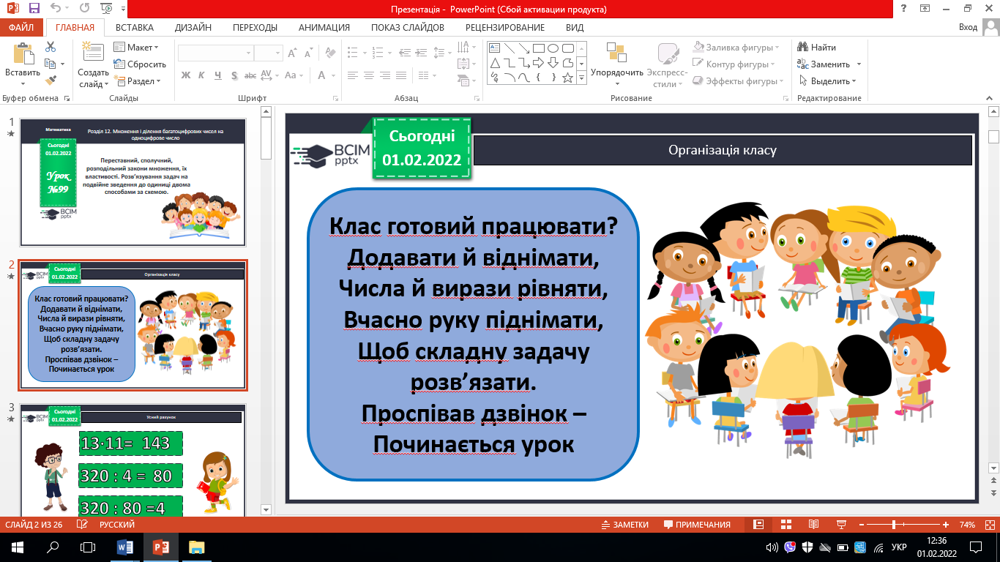 Презентація - PowerPoint (Сбой активации продукта)
ФАЙЛ ГЛАВНАЯ ВСТАВКА ДИЗАЙН ПЕРЕХОДЫ АНИМАЦИЯ ПОКАЗ СЛАЙДОВ РЕЦЕНЗИРОВАНИЕ ВИД Вход
Вставить
Создать слайд
Макет
Сбросить
Раздел
Ж К Ч S abc AV Aa A
Упорядочить
Экспресс-стили
Заливка фигуры
Контур фигуры
Эффекты фигуры
Найти
Заменить
Выделить
Буфер обмена Слайды Шрифт Абзац Рисование Редактирование
1
Математика
Розділ 12. Множення і ділення багатоцифрових чисел на
одноцифрове число
Сьогодні
01.02.2022
Урок
№99
Переставний, сполучний,
розподільний закони множення, їх
властивості. Розв’язування задач на
подвійне зведення до одиниці двома
способами за схемою.
ВСІМ
pptx
2
ВСІМ
pptx
Сьогодні
01.02.2022
Організація класу
Клас готовий працювати?
Додавати й віднімати,
Числа й вирази рівняти,
Вчасно руку піднімати,
Щоб складну задачу
розв’язати.
Проспівав дзвінок –
Починається урок
3
ВСІМ
pptx
Сьогодні
01.02.2022
Усний рахунок
13·11= 143
320 : 4 = 80
320 : 80 =4
ВСІМ
pptx
Сьогодні
01.02.2022
Організація класу
Клас готовий працювати?
Додавати й віднімати,
Числа й вирази рівняти,
Вчасно руку піднімати,
Щоб складну задачу
розв’язати.
Проспівав дзвінок –
Починається урок
СЛАЙД 2 ИЗ 26 РУССКИЙ ЗАМЕТКИ ПРИМЕЧАНИЯ 74%
УКР
12:36
01.02.2022